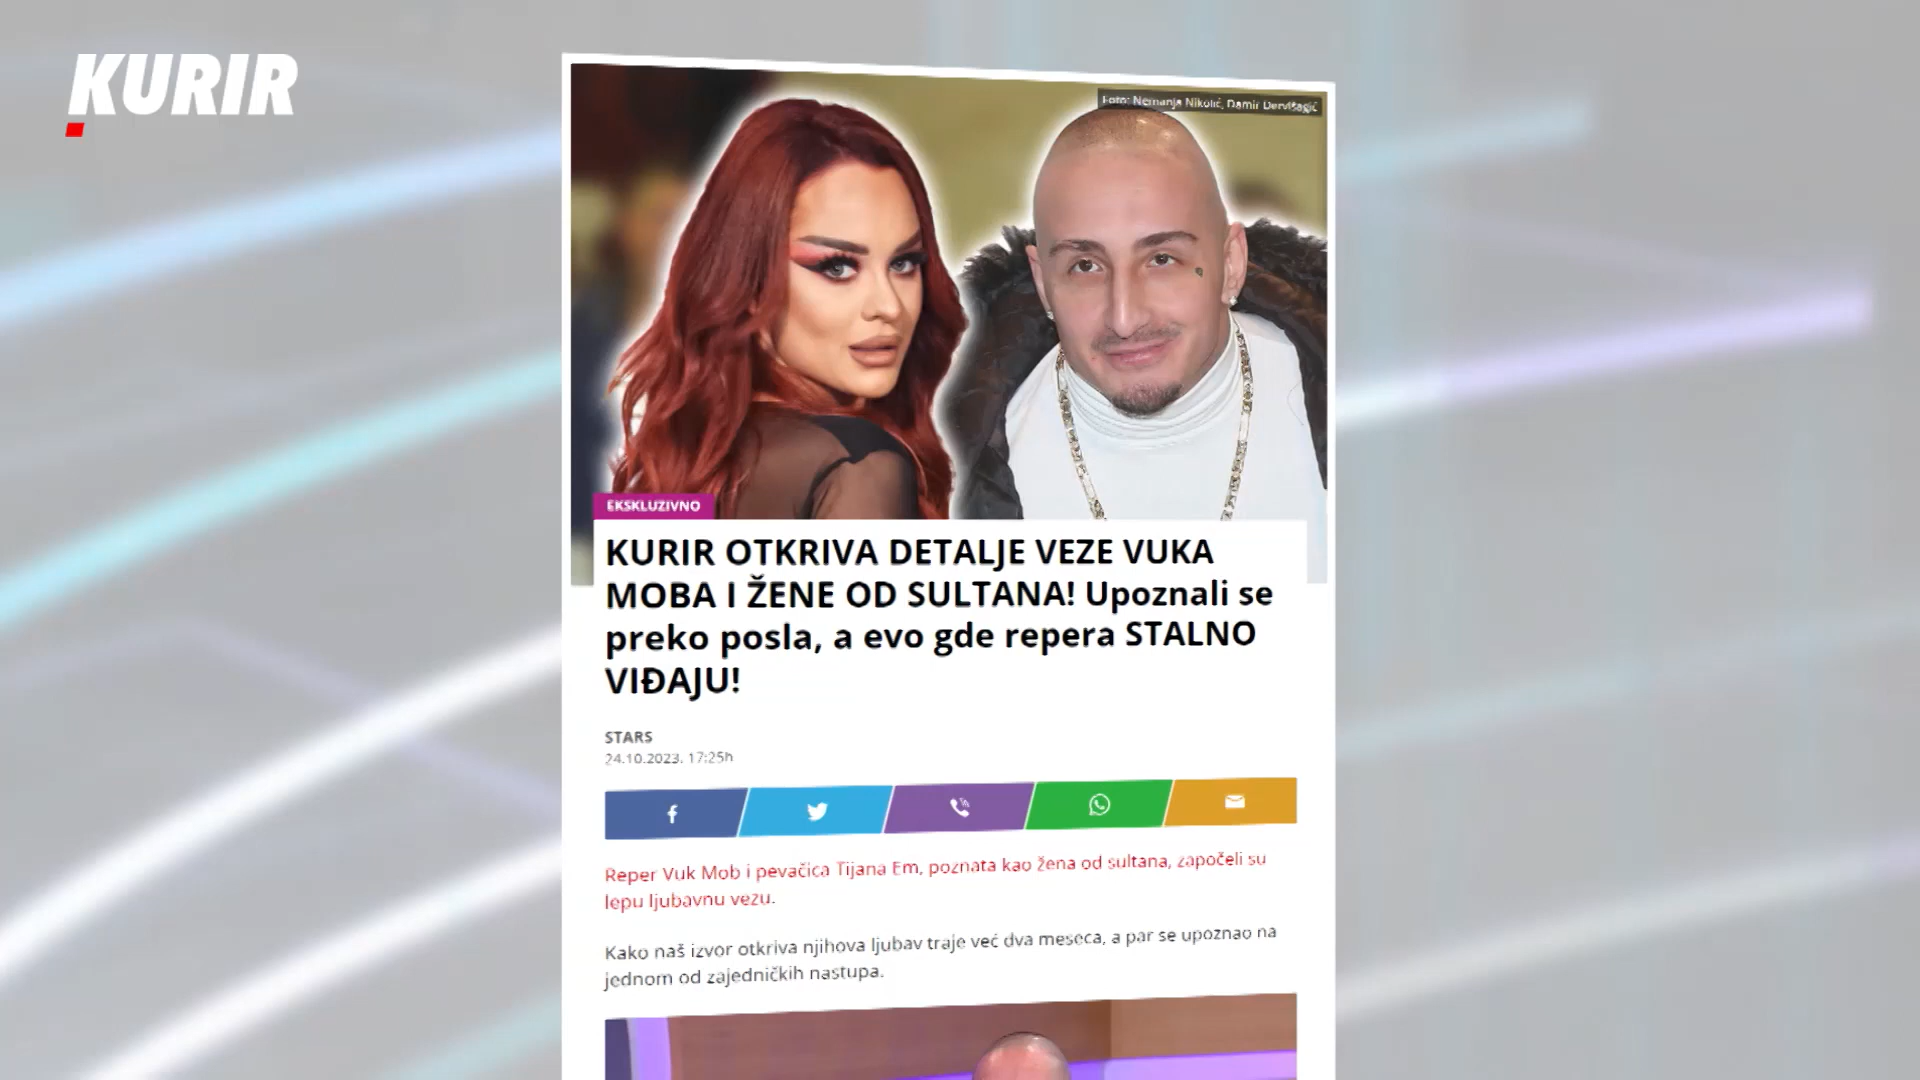 KURIR
Foto: Nemanja Nikolić, Damir Dervišagić
EKSKLUZIVNO
KURIR OTKRIVA DETALJE VEZE VUKA
MOBA I ŽENE OD SULTANA! Upoznali se
preko posla, a evo gde repera STALNO
VIĐAJU!
STARS
24.10.2023. 17:25h
Reper Vuk Mob i pevačica Tijana Em, poznata kao žena od sultana, započeli su
lepu ljubavnu vezu.
Kako naš izvor otkriva njihova ljubav traje već dva meseca, a par se upoznao na
jednom od zajedničkih nastupa.